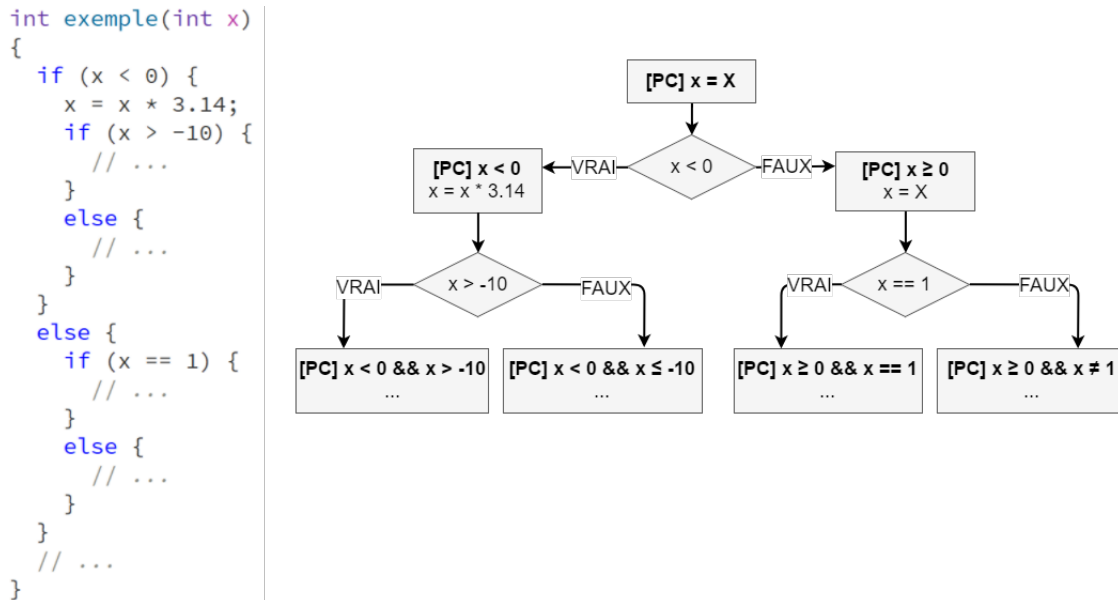 int exemple(int x)
{
if (x < 0) {
x = x * 3.14;
if (x > -10) {
// ...
}
else {
// ...
}
}
else {
if (x == 1) {
// ...
}
else {
// ...
}
}
// ...
}
[PC] x = X
x < 0
VRAI
FAUX
[PC] x < 0
x = x * 3.14
[PC] x ≥ 0
x = X
x > -10
VRAI
FAUX
x == 1
VRAI
FAUX
[PC] x < 0 && x > -10
...
[PC] x < 0 && x ≤ -10
...
[PC] x ≥ 0 && x == 1
...
[PC] x ≥ 0 && x ≠ 1
...